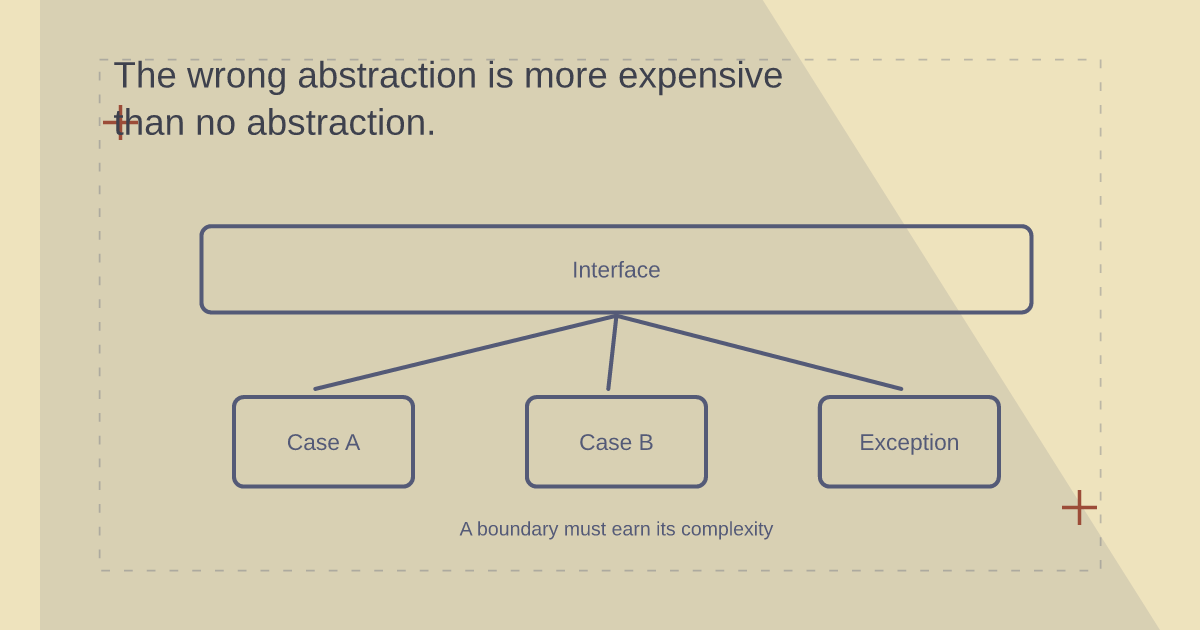 The wrong abstraction is more expensive
than no abstraction.
Interface
Case A
Case B
Exception
A boundary must earn its complexity